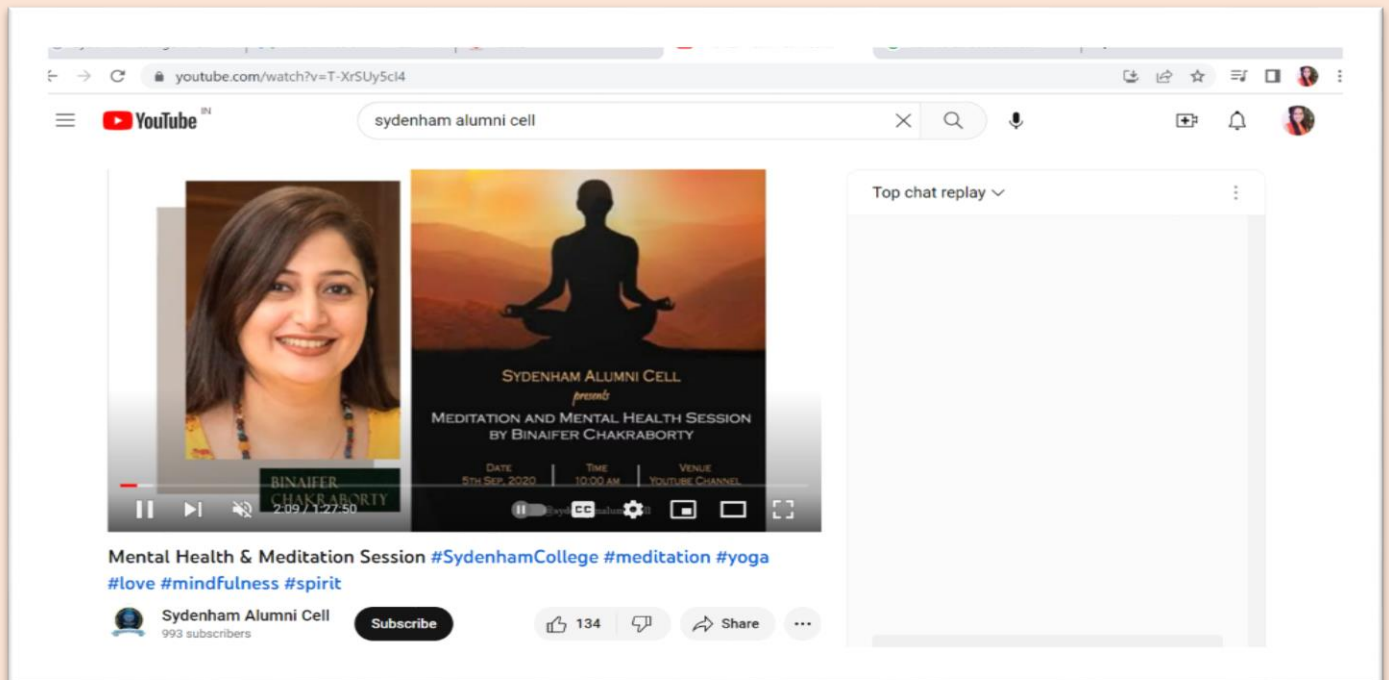 youtube.com/watch?v=T-XrSUy5cI4
YouTube IN
sydenham alumni cell
Top chat replay
SYDENHAM ALUMNI CELL
presents
MEDITATION AND MENTAL HEALTH SESSION
BY BINAIFER CHAKRABORTY
DATE
5TH SEP, 2020
TIME
10:00 AM
VENUE
YOUTUBE CHANNEL
BINAIFER
CHAKRABORTY
2:09 / 1:27:50
CC
Mental Health & Meditation Session #SydenhamCollege #meditation #yoga
#love #mindfulness #spirit
Sydenham Alumni Cell
993 subscribers
Subscribe
134
Share